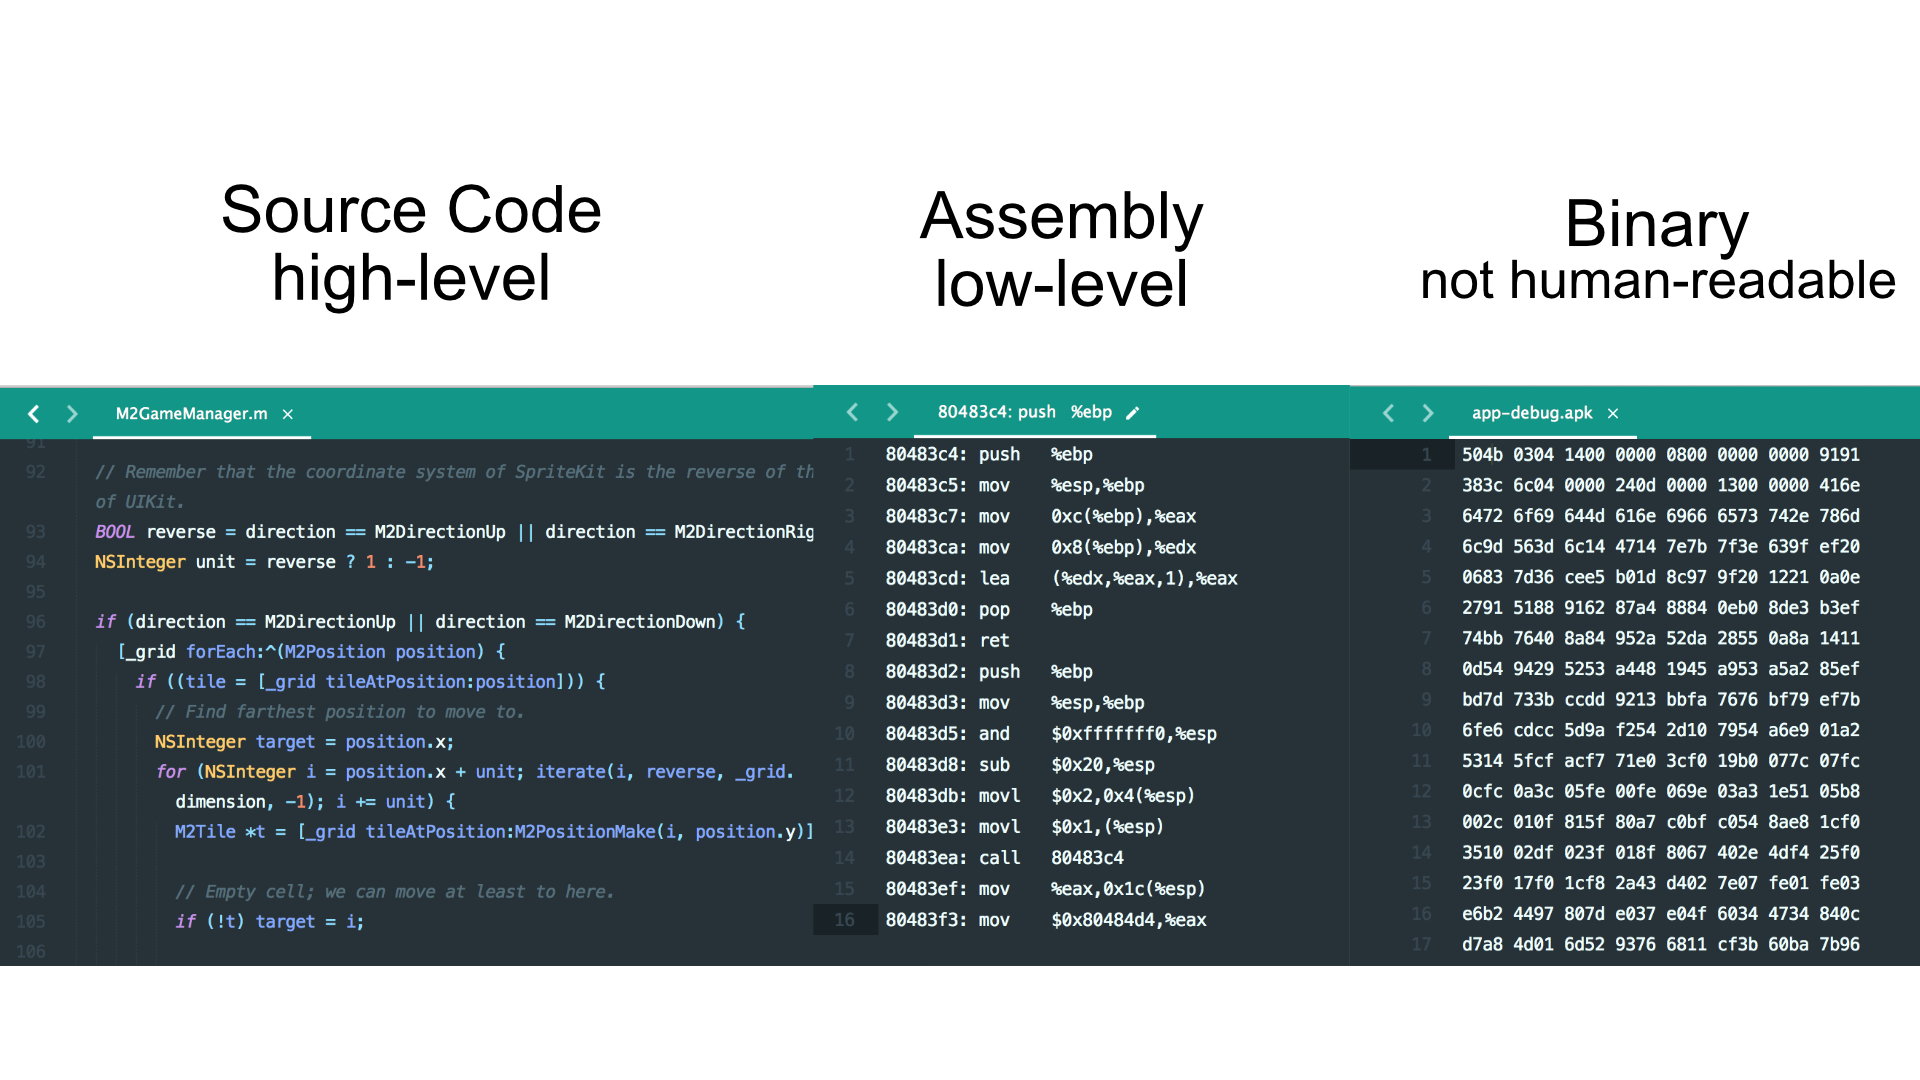 Source Code
high-level
Assembly
low-level
Binary
not human-readable
M2GameManager.m ×
91
92 // Remember that the coordinate system of SpriteKit is the reverse of th
of UIKit.
93 BOOL reverse = direction == M2DirectionUp || direction == M2DirectionRig
94 NSInteger unit = reverse ? 1 : -1;
95
96 if (direction == M2DirectionUp || direction == M2DirectionDown) {
97 [_grid forEach:^(M2Position position) {
98 if ((tile = [_grid tileAtPosition:position])) {
99 // Find farthest position to move to.
100 NSInteger target = position.x;
101 for (NSInteger i = position.x + unit; iterate(i, reverse, _grid.
dimension, -1); i += unit) {
102 M2Tile *t = [_grid tileAtPosition:M2PositionMake(i, position.y)]
103
104 // Empty cell; we can move at least to here.
105 if (!t) target = i;
106
80483c4: push %ebp
1 80483c4: push %ebp
2 80483c5: mov %esp,%ebp
3 80483c7: mov 0xc(%ebp),%eax
4 80483ca: mov 0x8(%ebp),%edx
5 80483cd: lea (%edx,%eax,1),%eax
6 80483d0: pop %ebp
7 80483d1: ret
8 80483d2: push %ebp
9 80483d3: mov %esp,%ebp
10 80483d5: and $0xfffffff0,%esp
11 80483d8: sub $0x20,%esp
12 80483db: movl $0x2,0x4(%esp)
13 80483e3: movl $0x1,(%esp)
14 80483ea: call 80483c4
15 80483ef: mov %eax,0x1c(%esp)
16 80483f3: mov $0x80484d4,%eax
app-debug.apk ×
1 504b 0304 1400 0000 0800 0000 0000 9191
2 383c 6c04 0000 240d 0000 1300 0000 416e
3 6472 6f69 644d 616e 6966 6573 742e 786d
4 6c9d 563d 6c14 4714 7e7b 7f3e 639f ef20
5 0683 7d36 cee5 b01d 8c97 9f20 1221 0a0e
6 2791 5188 9162 87a4 8884 0eb0 8de3 b3ef
7 74bb 7640 8a84 952a 52da 2855 0a8a 1411
8 0d54 9429 5253 a448 1945 a953 a5a2 85ef
9 bd7d 733b ccdd 9213 bbfa 7676 bf79 ef7b
10 6fe6 cdcc 5d9a f254 2d10 7954 a6e9 01a2
11 5314 5fcf acf7 71e0 3cf0 19b0 077c 07fc
12 0cfc 0a3c 05fe 00fe 069e 03a3 1e51 05b8
13 002c 010f 815f 80a7 c0bf c054 8ae8 1cf0
14 3510 02df 023f 018f 8067 402e 4df4 25f0
15 23f0 17f0 1cf8 2a43 d402 7e07 fe01 fe03
16 e6b2 4497 807d e037 e04f 6034 4734 840c
17 d7a8 4d01 6d52 9376 6811 cf3b 60ba 7b96